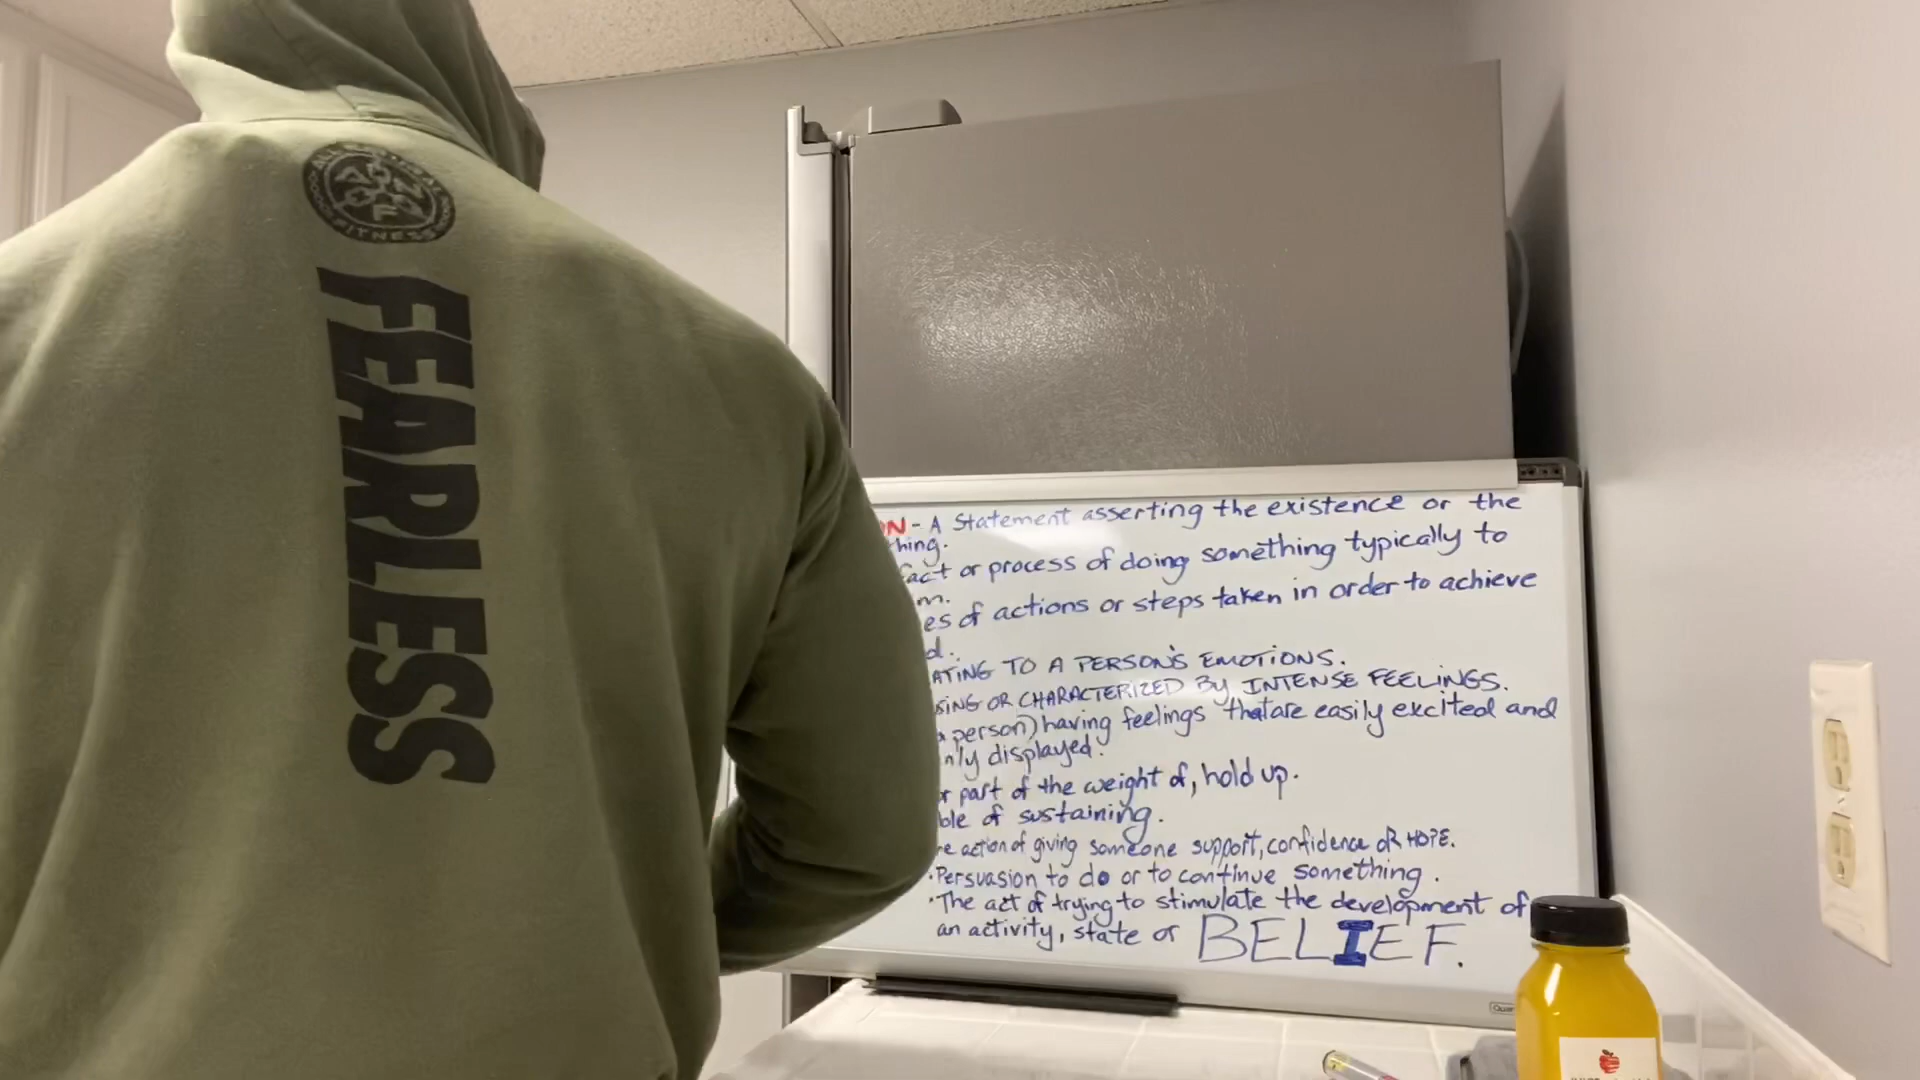 FITNESS
FEARLESS
ON - A Statement asserting the existence or the
thing.
fact or process of doing something typically to
m.
es of actions or steps taken in order to achieve
d.
ATING TO A PERSON'S EMOTIONS.
SING OR CHARACTERIZED BY INTENSE FEELINGS.
a person) having feelings that are easily excited and
nly displayed.
or part of the weight of, hold up.
ble of sustaining.
e action of giving someone support, confidence OR HOPE.
·Persuasion to do or to continue something.
·The act of trying to stimulate the development of
an activity, state or BELIEF.